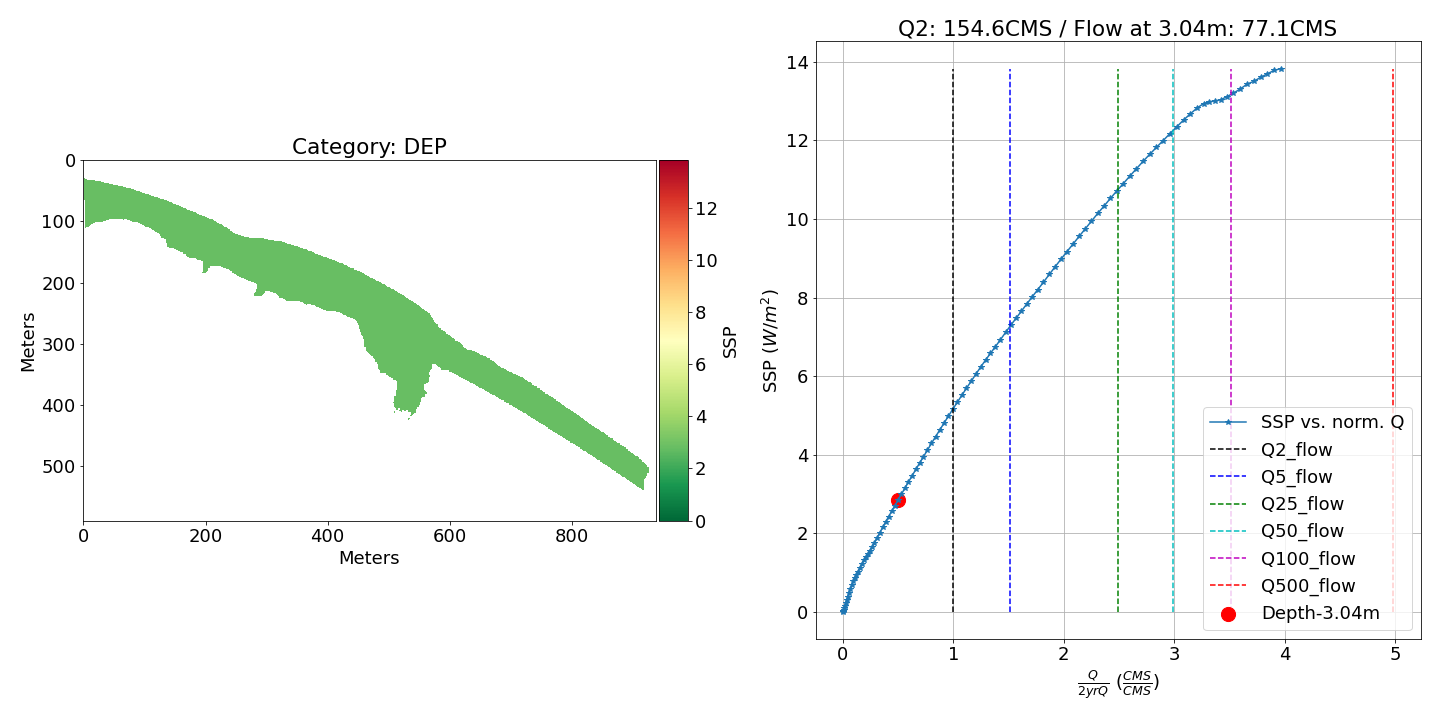 Category: DEP
0
100
200
300
400
500
Meters
0 200 400 600 800
Meters
12
10
8
6
4
2
0
SSP
Q2: 154.6CMS / Flow at 3.04m: 77.1CMS
14
12
10
8
6
4
2
0
SSP (W/m²)
0 1 2 3 4 5
Q/2yrQ (CMS/CMS)
SSP vs. norm. Q
Q2_flow
Q5_flow
Q25_flow
Q50_flow
Q100_flow
Q500_flow
Depth-3.04m